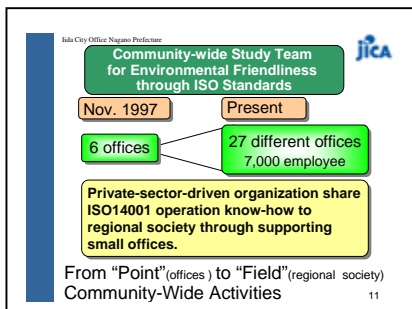 Iida City Office Nagano Prefecture
jICA
Community-wide Study Team
for Environmental Friendliness
through ISO Standards
Nov. 1997
Present
6 offices
27 different offices
7,000 employee
Private-sector-driven organization share
ISO14001 operation know-how to
regional society through supporting
small offices.
From “Point”(offices ) to “Field”(regional society)
Community-Wide Activities
11